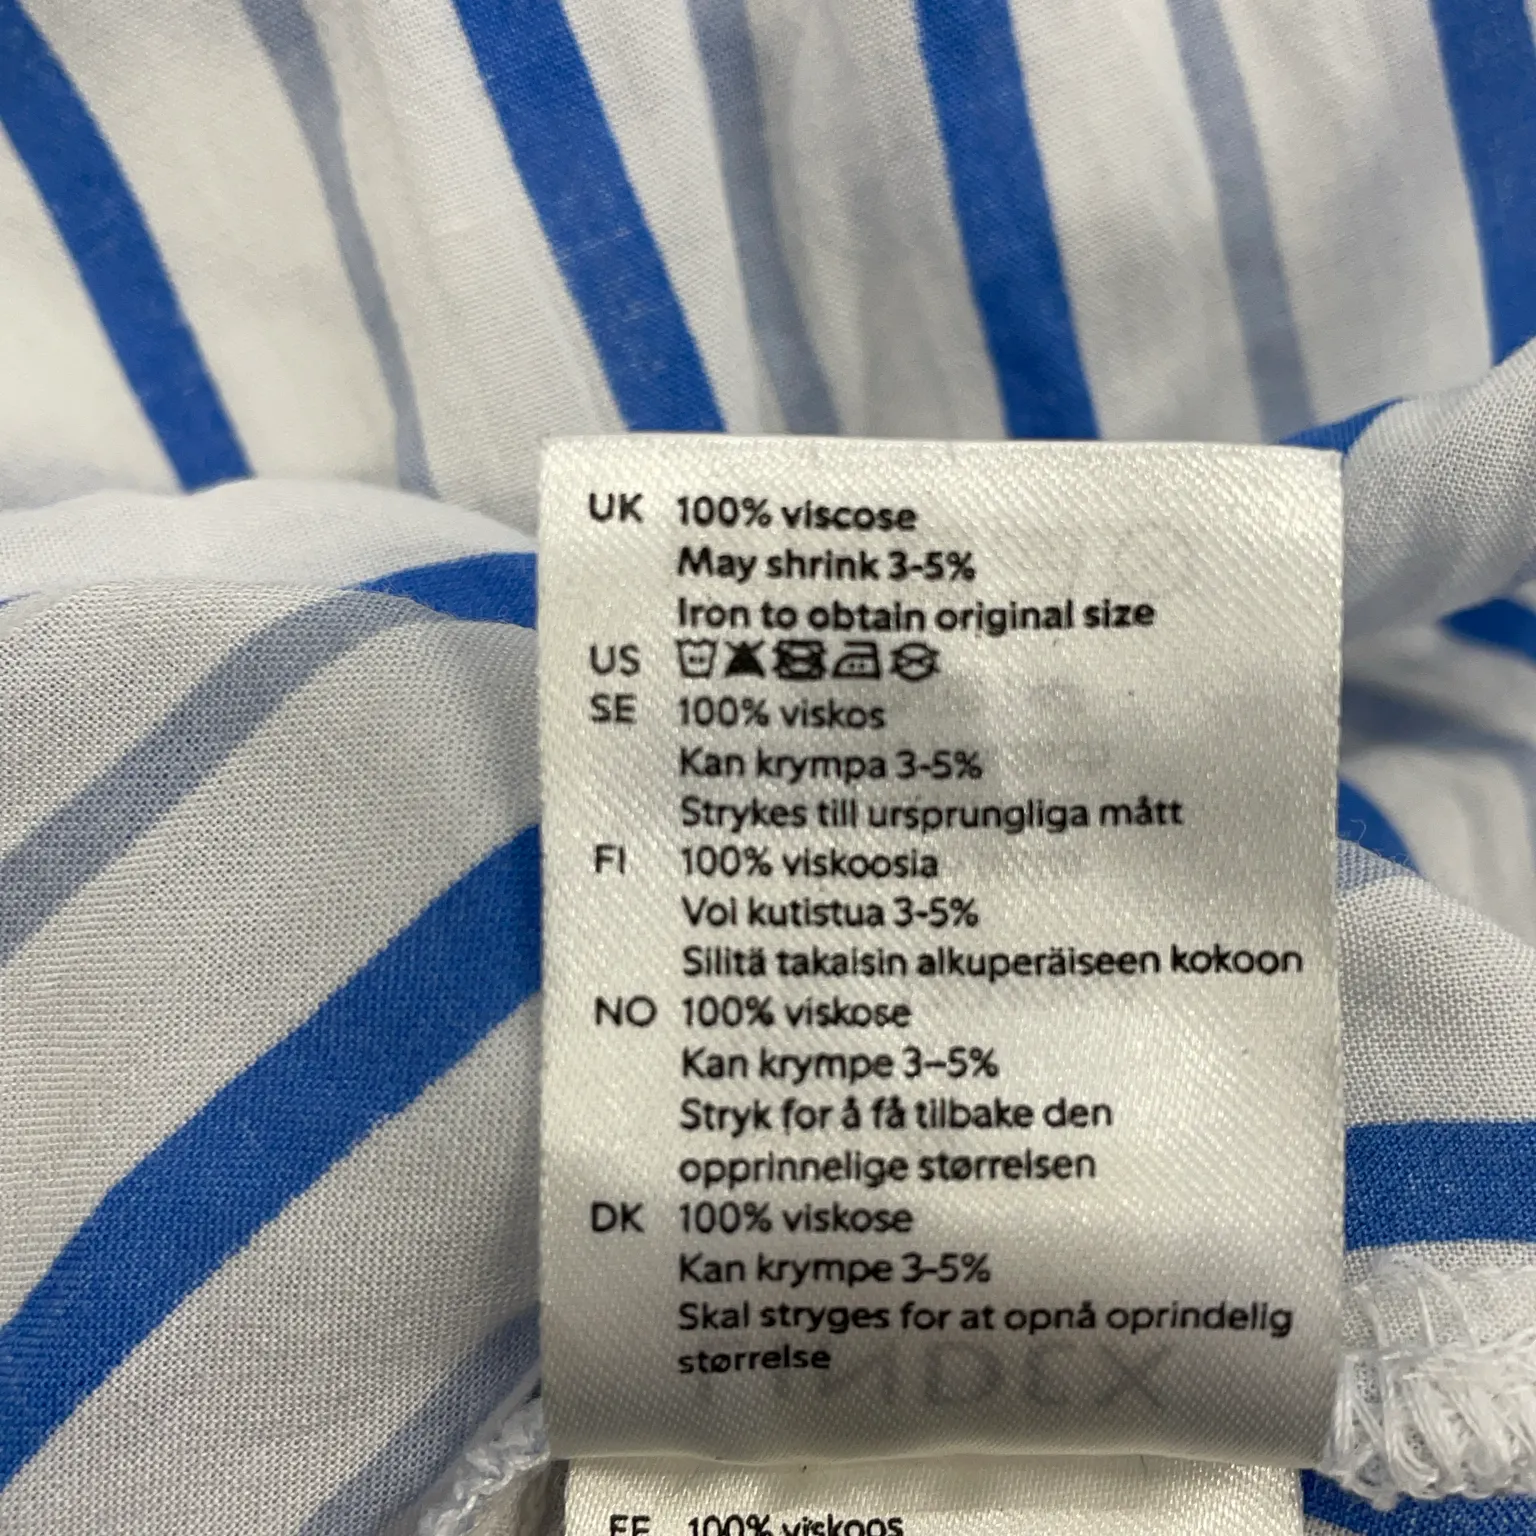 UK 100% viscose
May shrink 3-5%
Iron to obtain original size
US
SE 100% viskos
Kan krympa 3-5%
Strykes till ursprungliga mått
FI 100% viskoosia
Voi kutistua 3-5%
Silitä takaisin alkuperäiseen kokoon
NO 100% viskose
Kan krympe 3–5%
Stryk for å få tilbake den
opprinnelige størrelsen
DK 100% viskose
Kan krympe 3-5%
Skal stryges for at opnå oprindelig
størrelse
EE 100% viskoos